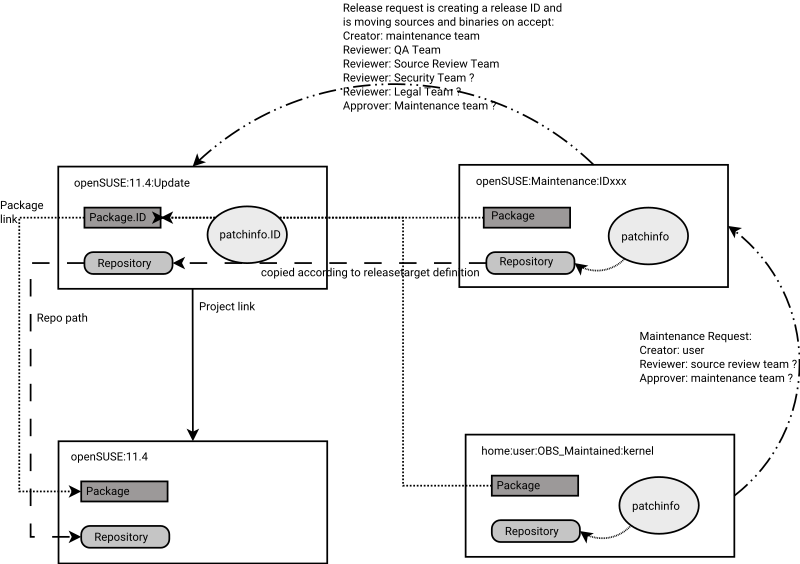 Release request is creating a release ID and
is moving sources and binaries on accept:
Creator: maintenance team
Reviewer: QA Team
Reviewer: Source Review Team
Reviewer: Security Team ?
Reviewer: Legal Team ?
Approver: Maintenance team ?
openSUSE:11.4:Update
Package
link
Package.ID
patchinfo.ID
Repository
openSUSE:Maintenance:IDxxx
Package
patchinfo
Repository
copied according to releasetarget definition
Project link
Repo path
Maintenance Request:
Creator: user
Reviewer: source review team ?
Approver: maintenance team ?
openSUSE:11.4
Package
Repository
home:user:OBS_Maintained:kernel
Package
patchinfo
Repository